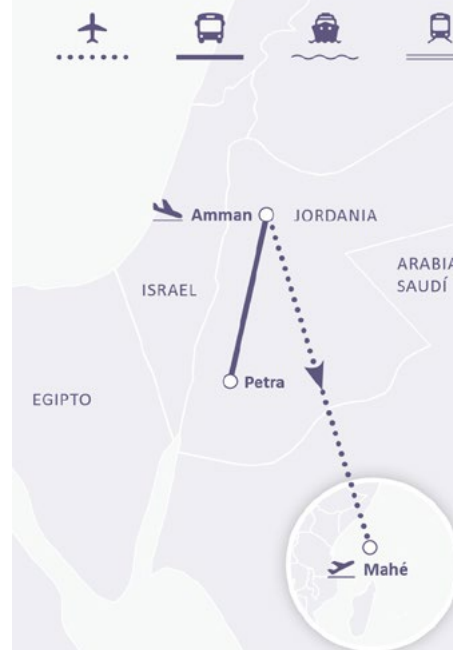 Amman
JORDANIA
ARABIA
SAUDÍ
ISRAEL
Petra
EGIPTO
Mahé